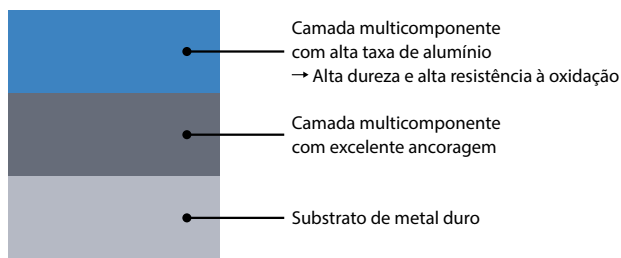 Camada multicomponente
com alta taxa de alumínio
→ Alta dureza e alta resistência à oxidação
Camada multicomponente
com excelente ancoragem
Substrato de metal duro